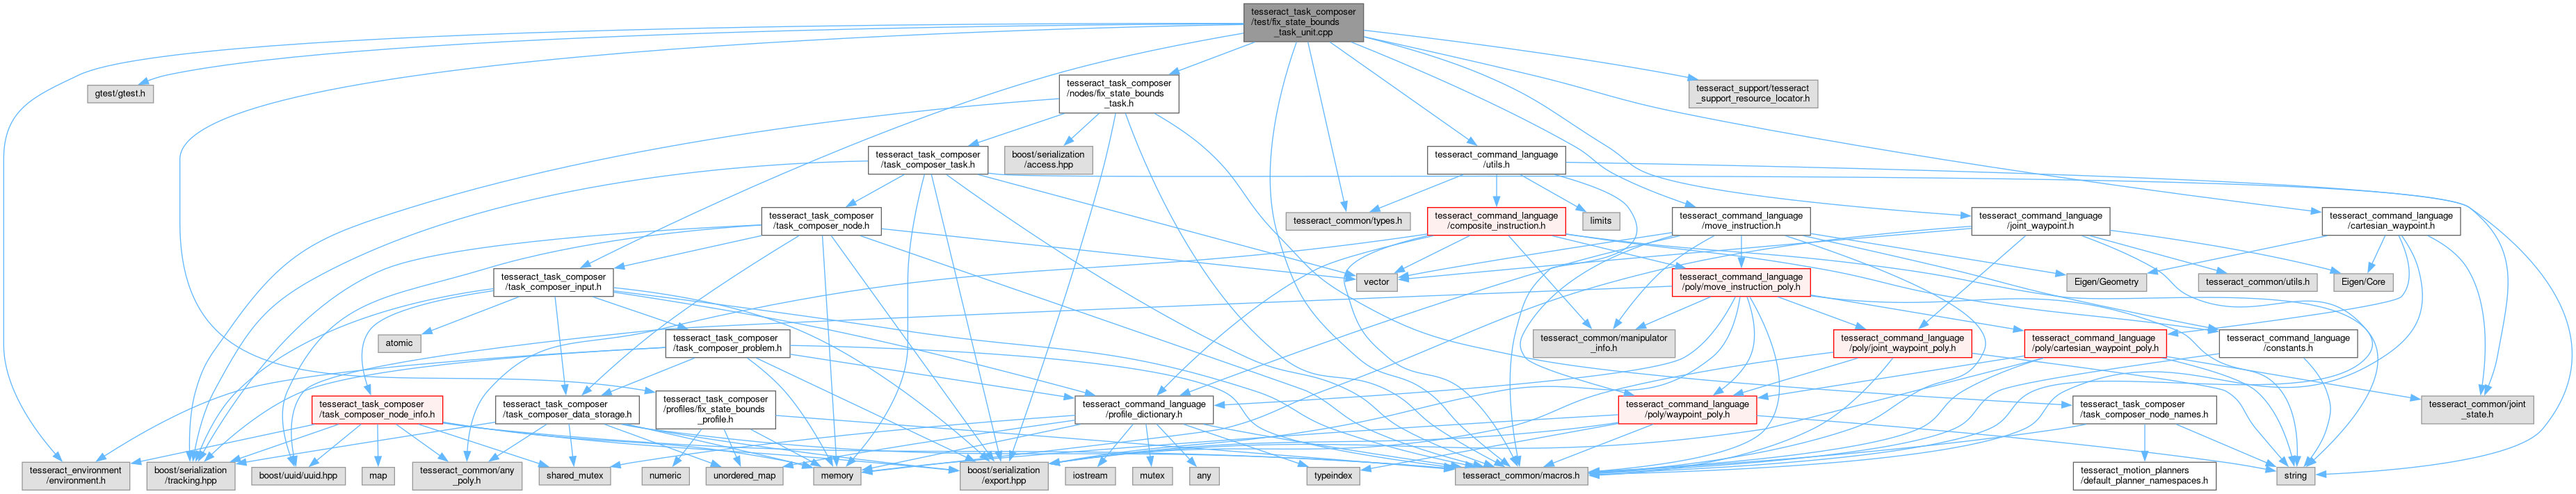 tesseract_task_composer
/test/fix_state_bounds
_task_unit.cpp
gtest/gtest.h
tesseract_task_composer
/nodes/fix_state_bounds
_task.h
tesseract_support/tesseract
_support_resource_locator.h
tesseract_task_composer
/task_composer_task.h
boost/serialization
/access.hpp
tesseract_command_language
/utils.h
tesseract_task_composer
/task_composer_node.h
tesseract_common/types.h
tesseract_command_language
/composite_instruction.h
limits
tesseract_command_language
/move_instruction.h
tesseract_command_language
/joint_waypoint.h
tesseract_command_language
/cartesian_waypoint.h
tesseract_task_composer
/task_composer_input.h
vector
tesseract_command_language
/poly/move_instruction_poly.h
Eigen/Geometry
tesseract_common/utils.h
Eigen/Core
atomic
tesseract_task_composer
/task_composer_problem.h
tesseract_common/manipulator
_info.h
tesseract_command_language
/poly/joint_waypoint_poly.h
tesseract_command_language
/poly/cartesian_waypoint_poly.h
tesseract_command_language
/constants.h
tesseract_task_composer
/task_composer_node_info.h
tesseract_task_composer
/task_composer_data_storage.h
tesseract_task_composer
/profiles/fix_state_bounds
_profile.h
tesseract_command_language
/profile_dictionary.h
tesseract_command_language
/poly/waypoint_poly.h
tesseract_task_composer
/task_composer_node_names.h
tesseract_common/joint
_state.h
tesseract_environment
/environment.h
boost/serialization
/tracking.hpp
boost/uuid/uuid.hpp
map
tesseract_common/any
_poly.h
shared_mutex
numeric
unordered_map
memory
boost/serialization
/export.hpp
iostream
mutex
any
typeindex
tesseract_common/macros.h
tesseract_motion_planners
/default_planner_namespaces.h
string